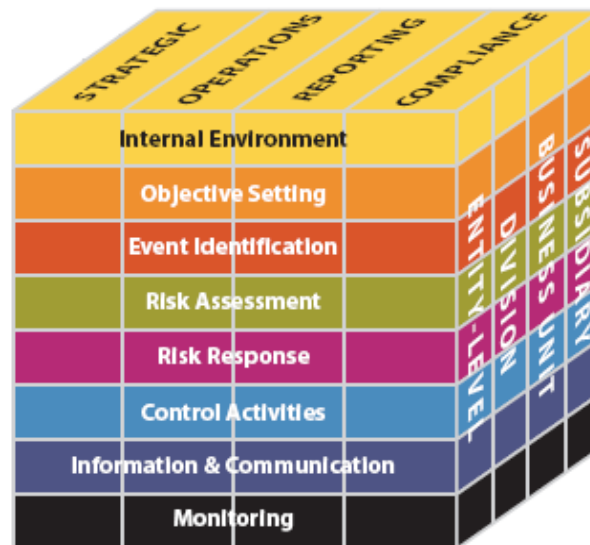 STRATEGIC
OPERATIONS
REPORTING
COMPLIANCE
Internal Environment
Objective Setting
Event Identification
Risk Assessment
Risk Response
Control Activities
Information & Communication
Monitoring
ENTITY-LEVEL
DIVISION
BUSINESS UNIT
SUBSIDIARY